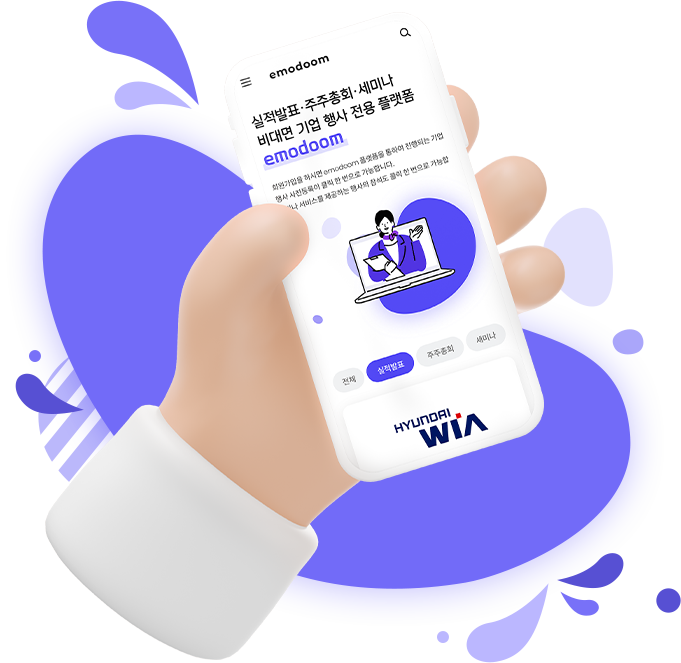 emodoom
실적발표·주주총회·세미나
비대면 기업 행사 전용 플랫폼
emodoom
회원가입을 하시면 emodoom 플랫폼을 통하여 진행되는 기업
행사 사전등록이 클릭 한 번으로 가능합니다.
서비스를 제공하는 행사의 참석도 클릭 한 번으로 가능합
전체
실적발표
주주총회
세미나
HYUNDAI
WIA